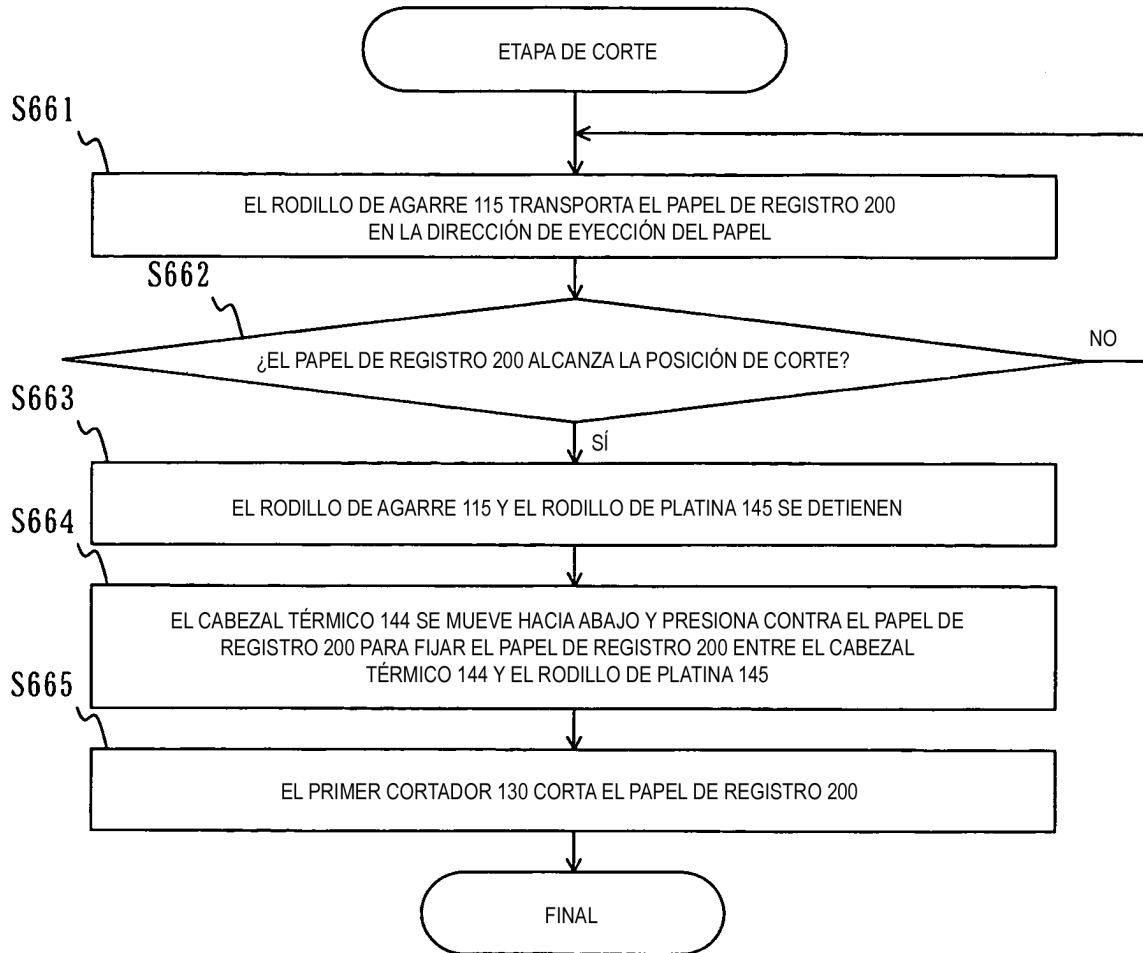 ETAPA DE CORTE
S661
EL RODILLO DE AGARRE 115 TRANSPORTA EL PAPEL DE REGISTRO 200
EN LA DIRECCIÓN DE EYECCIÓN DEL PAPEL
S662
¿EL PAPEL DE REGISTRO 200 ALCANZA LA POSICIÓN DE CORTE?
NO
SÍ
S663
EL RODILLO DE AGARRE 115 Y EL RODILLO DE PLATINA 145 SE DETIENEN
S664
EL CABEZAL TÉRMICO 144 SE MUEVE HACIA ABAJO Y PRESIONA CONTRA EL PAPEL DE
REGISTRO 200 PARA FIJAR EL PAPEL DE REGISTRO 200 ENTRE EL CABEZAL
TÉRMICO 144 Y EL RODILLO DE PLATINA 145
S665
EL PRIMER CORTADOR 130 CORTA EL PAPEL DE REGISTRO 200
FINAL